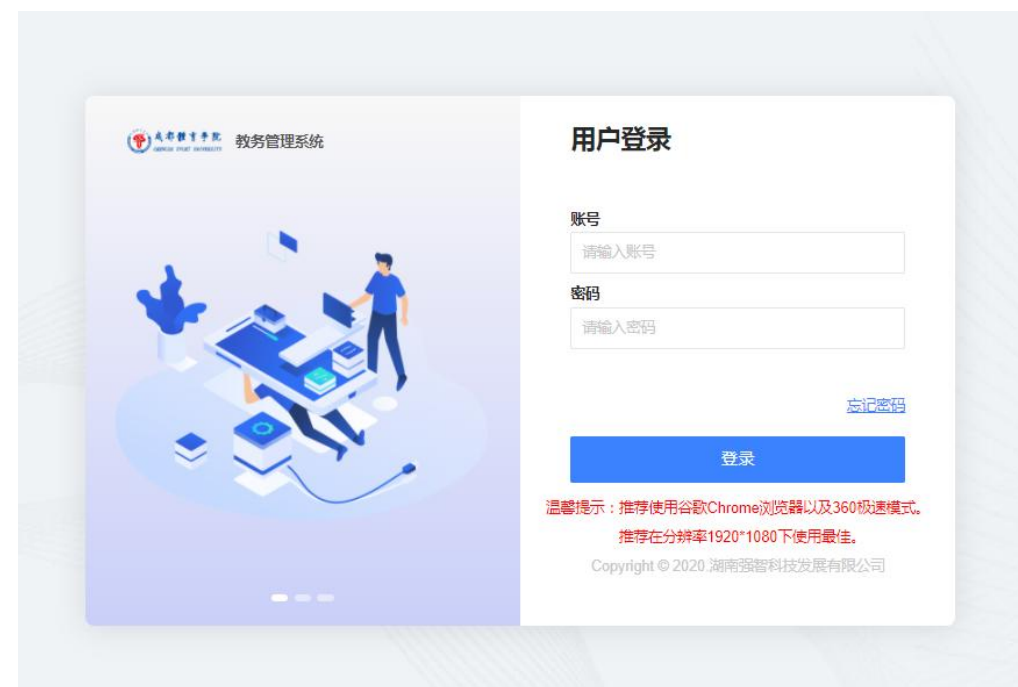 成都体育学院
CHENGDU SPORT UNIVERSITY
教务管理系统
用户登录
账号
请输入账号
密码
请输入密码
忘记密码
登录
温馨提示：推荐使用谷歌Chrome浏览器以及360极速模式。
推荐在分辨率1920*1080下使用最佳。
Copyright © 2020.湖南强智科技发展有限公司